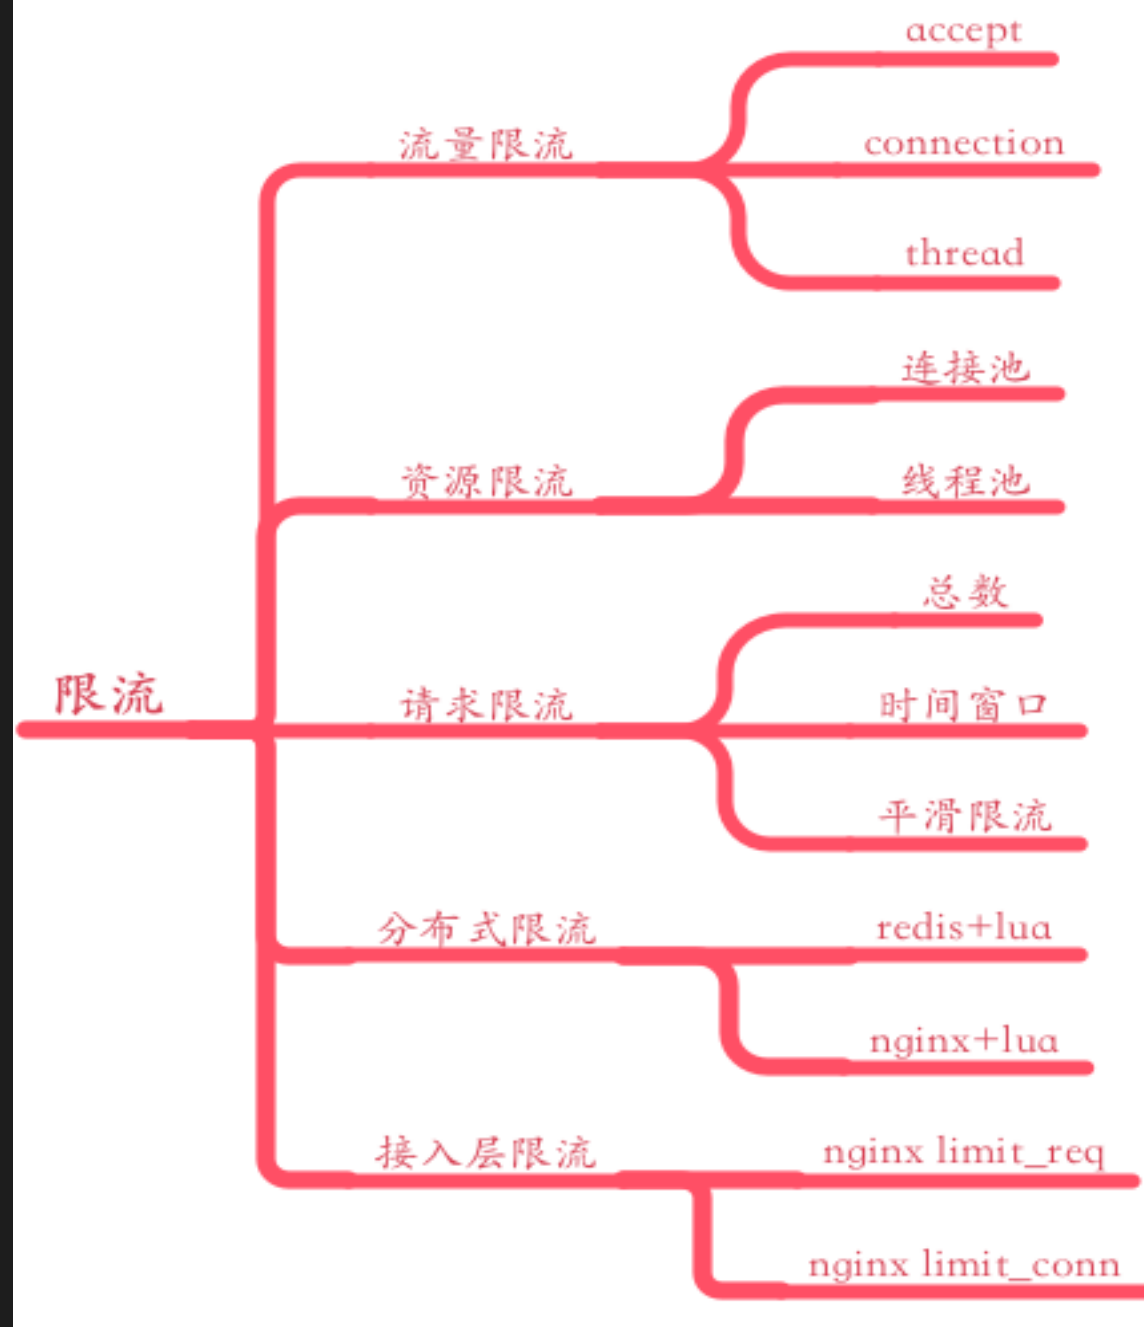 限流
流量限流
accept
connection
thread
资源限流
连接池
线程池
请求限流
总数
时间窗口
平滑限流
分布式限流
redis+lua
nginx+lua
接入层限流
nginx limit_req
nginx limit_conn